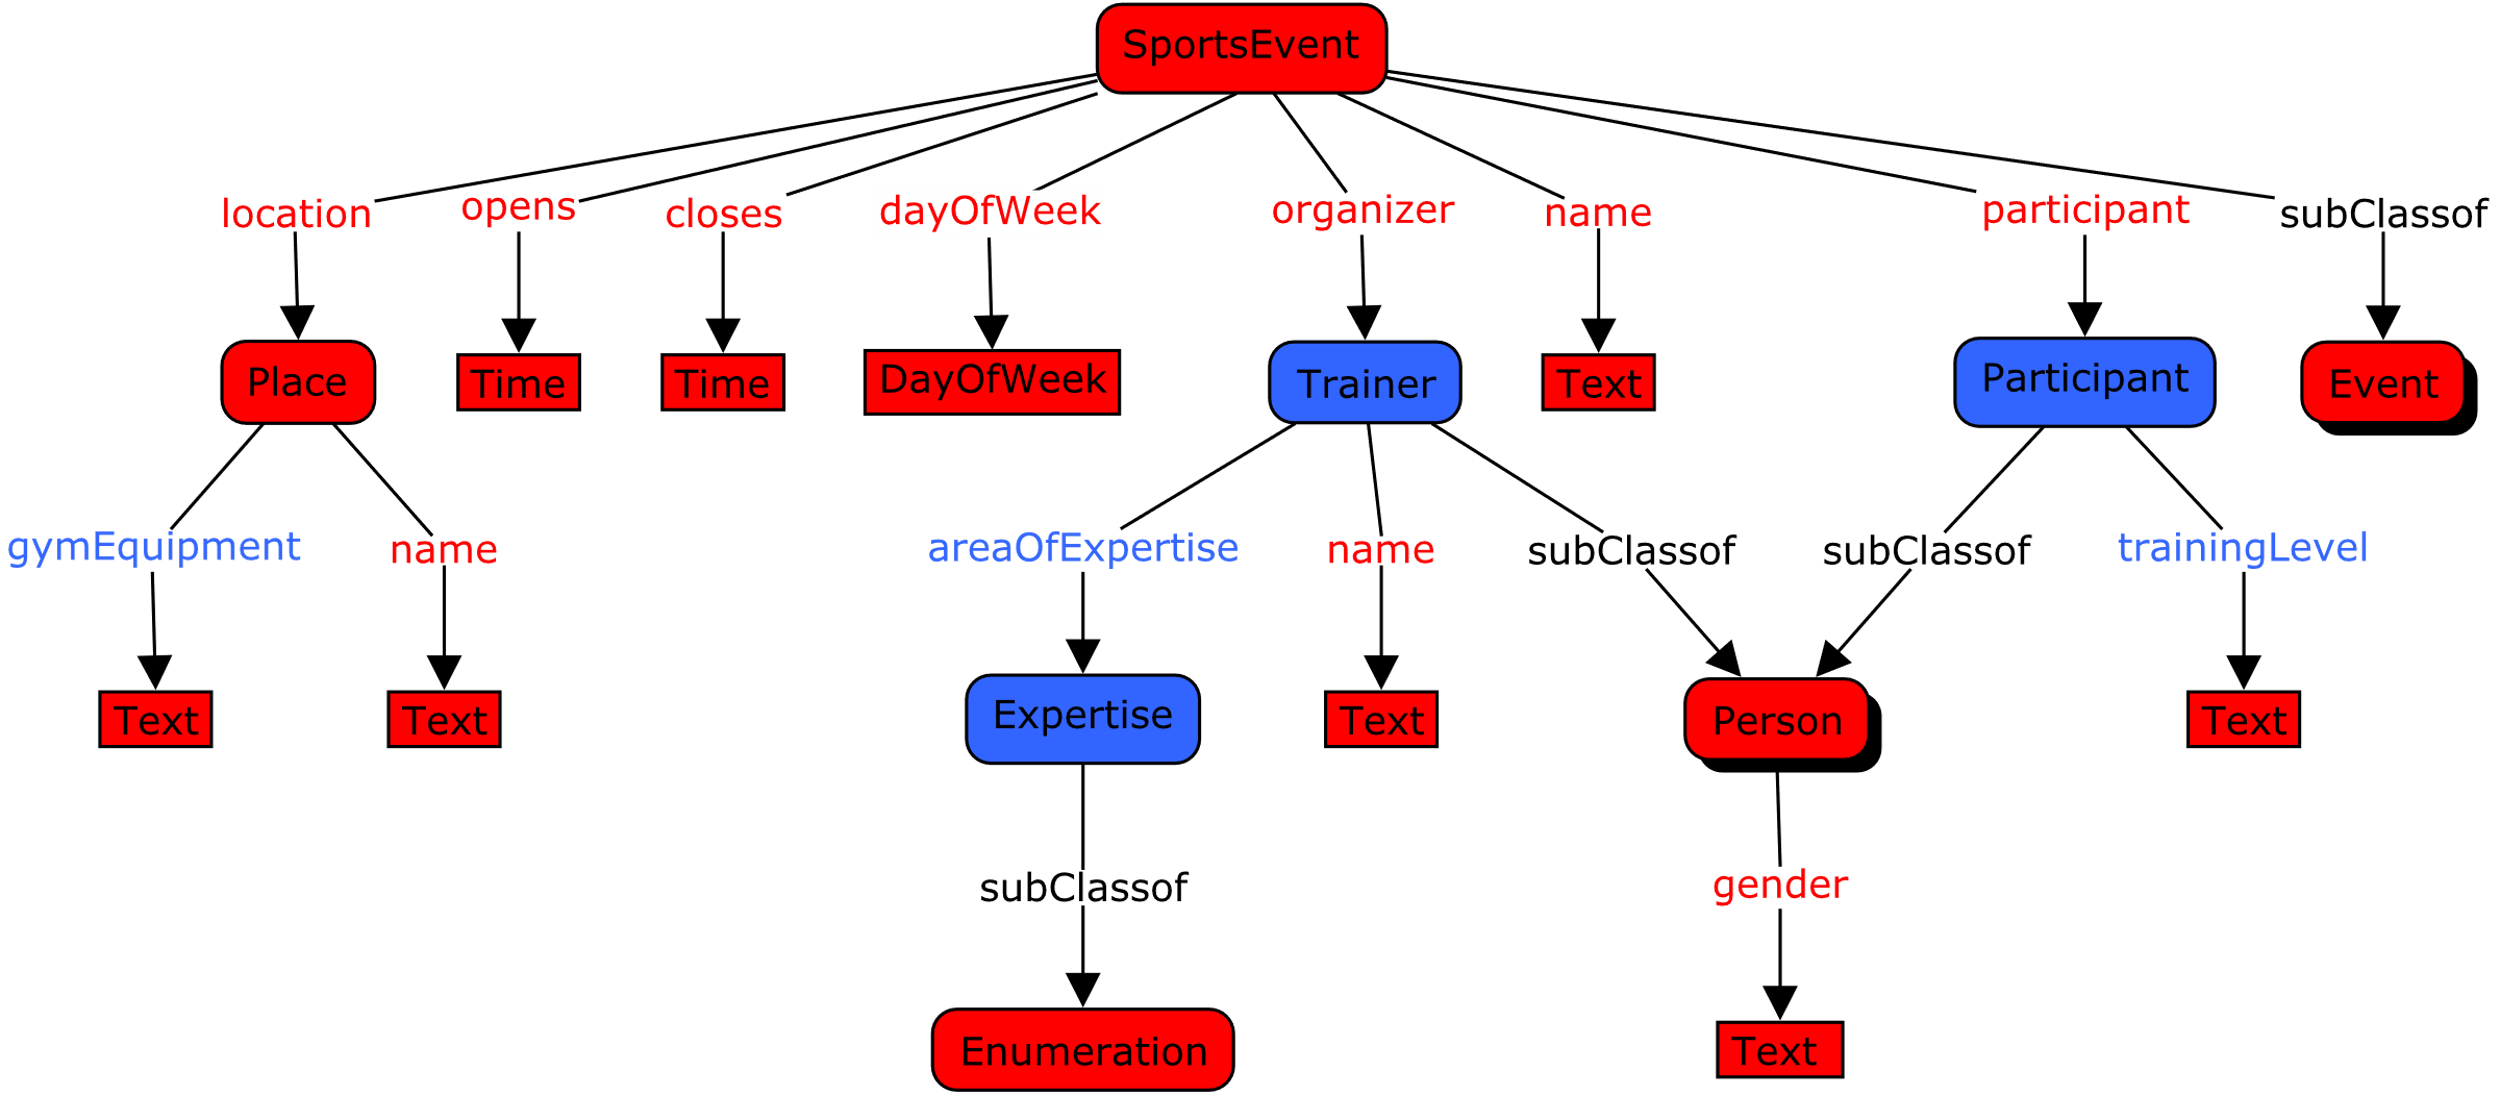 SportsEvent
location
opens
closes
dayOfWeek
organizer
name
participant
subClassof
Place
Time
Time
DayOfWeek
Trainer
Text
Participant
Event
gymEquipment
name
areaOfExpertise
name
subClassof
subClassof
trainingLevel
Text
Text
Expertise
Text
Person
Text
subClassof
gender
Enumeration
Text